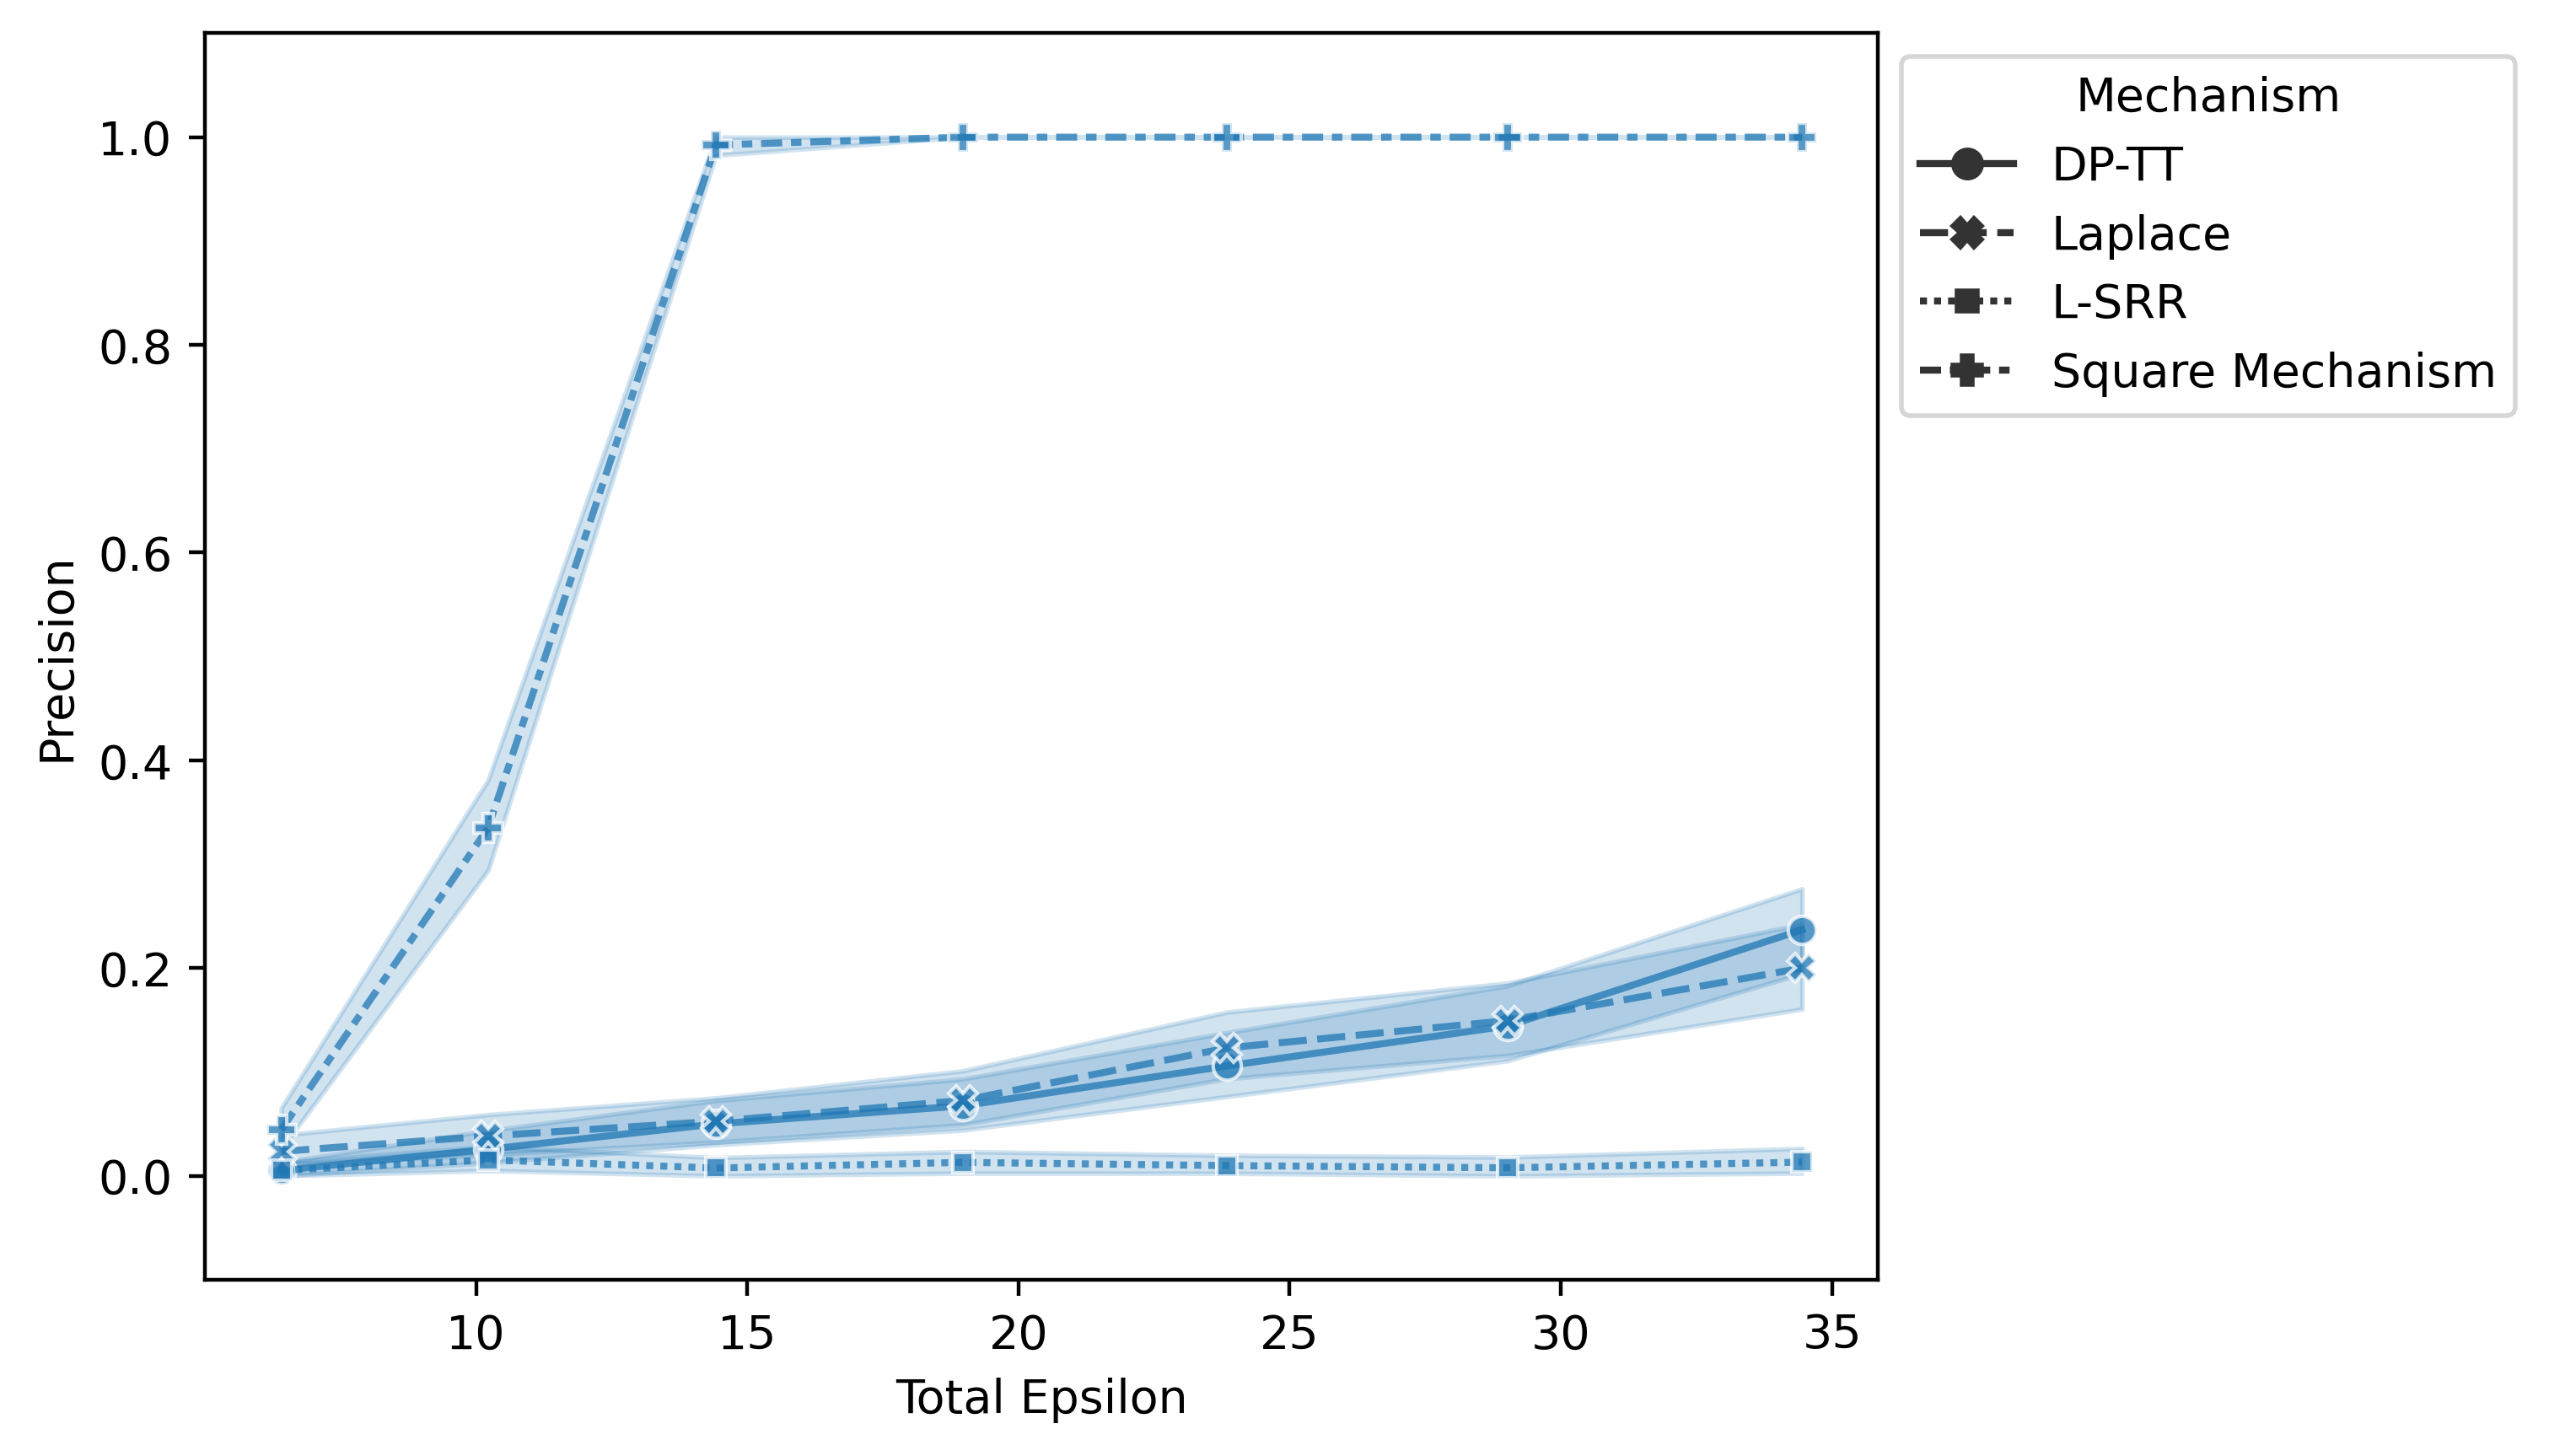 Precision
1.0
0.8
0.6
0.4
0.2
0.0
10 15 20 25 30 35
Total Epsilon
Mechanism
DP-TT
Laplace
L-SRR
Square Mechanism